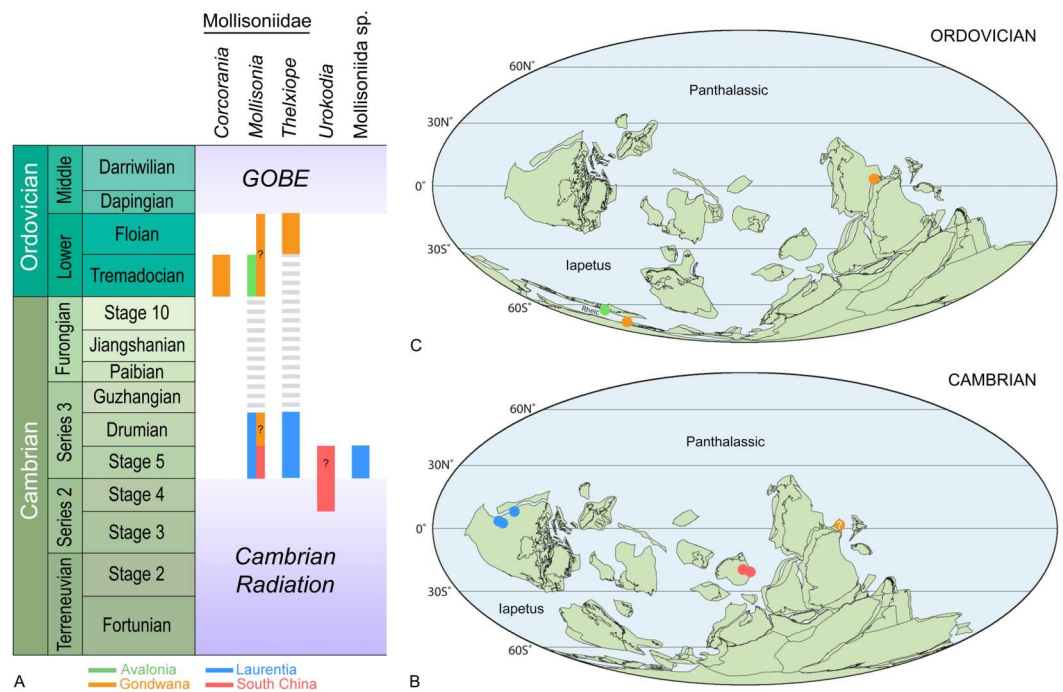 Mollisoniidae
Corcorania
Mollisonia
Thelxiope
Urokodia
Mollisoniida sp.
Ordovician
Middle
Darriwilian
Dapingian
GOBE
Lower
Floian
Tremadocian
?
Cambrian
Furongian
Stage 10
Jiangshanian
Paibian
Series 3
Guzhangian
Drumian
Stage 5
?
?
Series 2
Stage 4
Stage 3
Terreneuvian
Stage 2
Fortunian
Cambrian
Radiation
Avalonia
Laurentia
Gondwana
South China
A
ORDOVICIAN
60N°
Panthalassic
30N°
0°
30S°
Iapetus
60S°
Rheic
C
CAMBRIAN
60N°
Panthalassic
30N°
0°
?
30S°
Iapetus
60S°
B